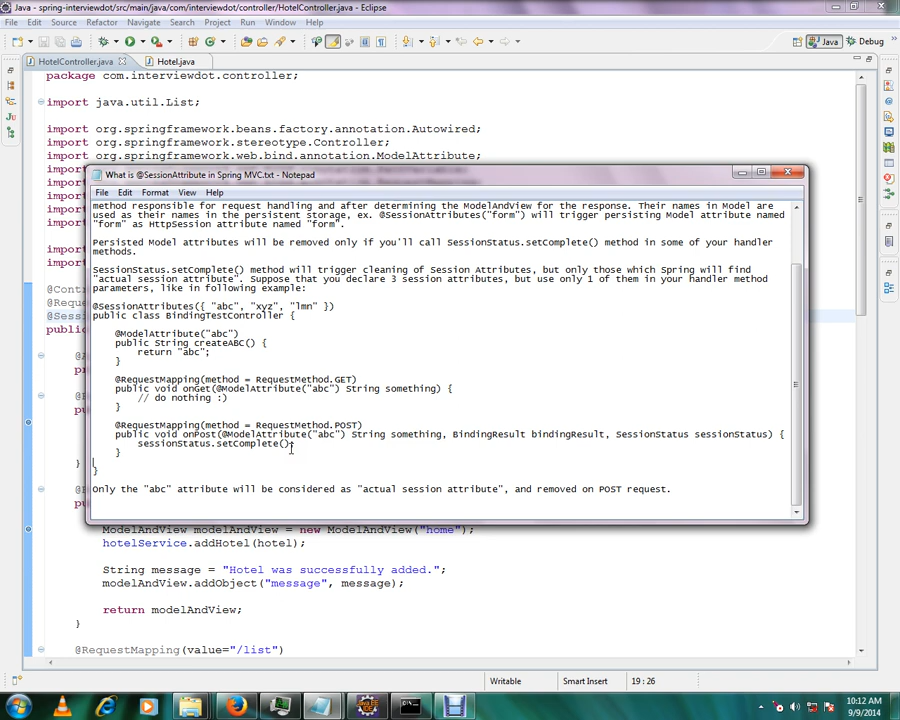 Java - spring-interviewdot/src/main/java/com/interviewdot/controller/HotelController.java - Eclipse
File Edit Source Refactor Navigate Search Project Run Window Help
Java Debug
HotelController.java Hotel.java
package com.interviewdot.controller;
import java.util.List;
import org.springframework.beans.factory.annotation.Autowired;
import org.springframework.stereotype.Controller;
import org.springframework.web.bind.annotation.ModelAttribute;
What is @SessionAttribute in Spring MVC.txt - Notepad
File Edit Format View Help
method responsible for request handling and after determining the ModelAndView for the response. Their names in Model are
used as their names in the persistent storage, ex. @SessionAttributes("form") will trigger persisting Model attribute named
"form" as HttpSession attribute named "form".
Persisted Model attributes will be removed only if you'll call SessionStatus.setComplete() method in some of your handler
methods.
SessionStatus.setComplete() method will trigger cleaning of Session Attributes, but only those which Spring will find
"actual session attribute". Suppose that you declare 3 session attributes, but use only 1 of them in your handler method
parameters, like in following example:
@SessionAttributes({ "abc", "xyz", "lmn" })
public class BindingTestController {
@ModelAttribute("abc")
public String createABC() {
return "abc";
}
@RequestMapping(method = RequestMethod.GET)
public void onGet(@ModelAttribute("abc") String something) {
// do nothing :)
}
@RequestMapping(method = RequestMethod.POST)
public void onPost(@ModelAttribute("abc") String something, BindingResult bindingResult, SessionStatus sessionStatus) {
sessionStatus.setComplete();
}
}
Only the "abc" attribute will be considered as "actual session attribute", and removed on POST request.
ModelAndView modelAndView = new ModelAndView("home");
hotelService.addHotel(hotel);
String message = "Hotel was successfully added.";
modelAndView.addObject("message", message);
return modelAndView;
}
@RequestMapping(value="/list")
Writable Smart Insert 19 : 26
10:12 AM
9/9/2014